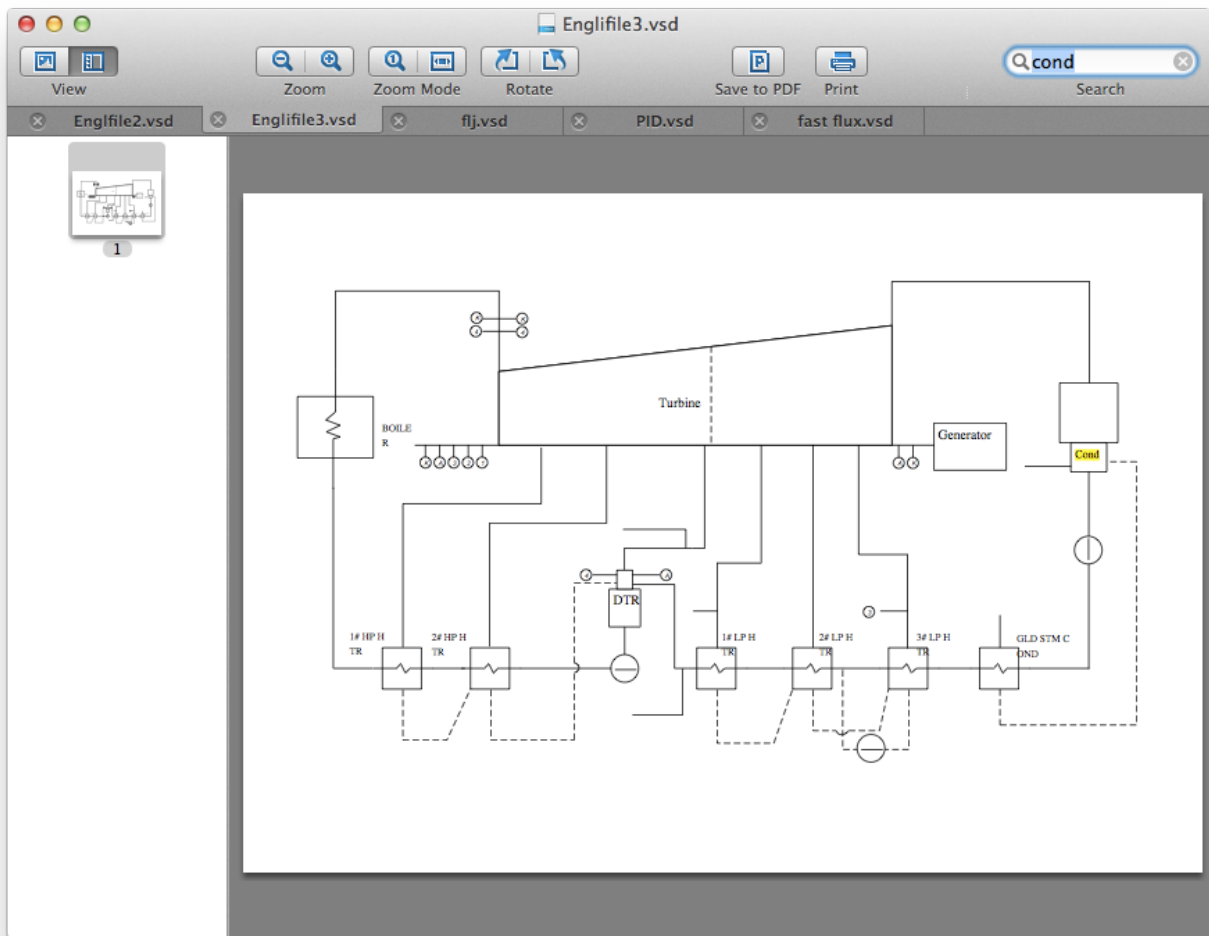 Englifile3.vsd
cond
View
Zoom
Zoom Mode
Rotate
Save to PDF
Print
Search
Englfile2.vsd
Englifile3.vsd
flj.vsd
PID.vsd
fast flux.vsd
1
Turbine
BOILE
R
Generator
Cond
DTR
1# HP H
TR
2# HP H
TR
1# LP H
TR
2# LP H
TR
3# LP H
TR
GLD STM C
OND